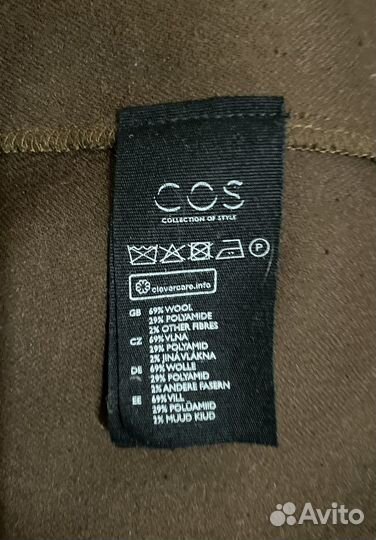 COS
COLLECTION OF STYLE
P
clevercare.info
GB 69% WOOL
29% POLYAMIDE
2% OTHER FIBRES
CZ 69% VLNA
29% POLYAMID
2% JINÁ VLÁKNA
DE 69% WOLLE
29% POLYAMID
2% ANDERE FASERN
EE 69% VILL
29% POLÜAMIID
2% MUUD KIUD
Avito